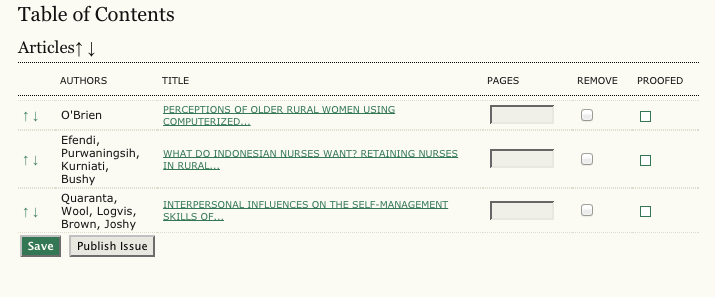 Table of Contents
Articles↑ ↓
AUTHORS TITLE PAGES REMOVE PROOFED
↑ ↓ O'Brien PERCEPTIONS OF OLDER RURAL WOMEN USING
COMPUTERIZED...
Efendi,
↑ ↓ Purwaningsih, WHAT DO INDONESIAN NURSES WANT? RETAINING NURSES
Kurniati, IN RURAL...
Bushy
Quaranta, INTERPERSONAL INFLUENCES ON THE SELF-MANAGEMENT
↑ ↓ Wool, Logvis, SKILLS OF...
Brown, Joshy
Save Publish Issue